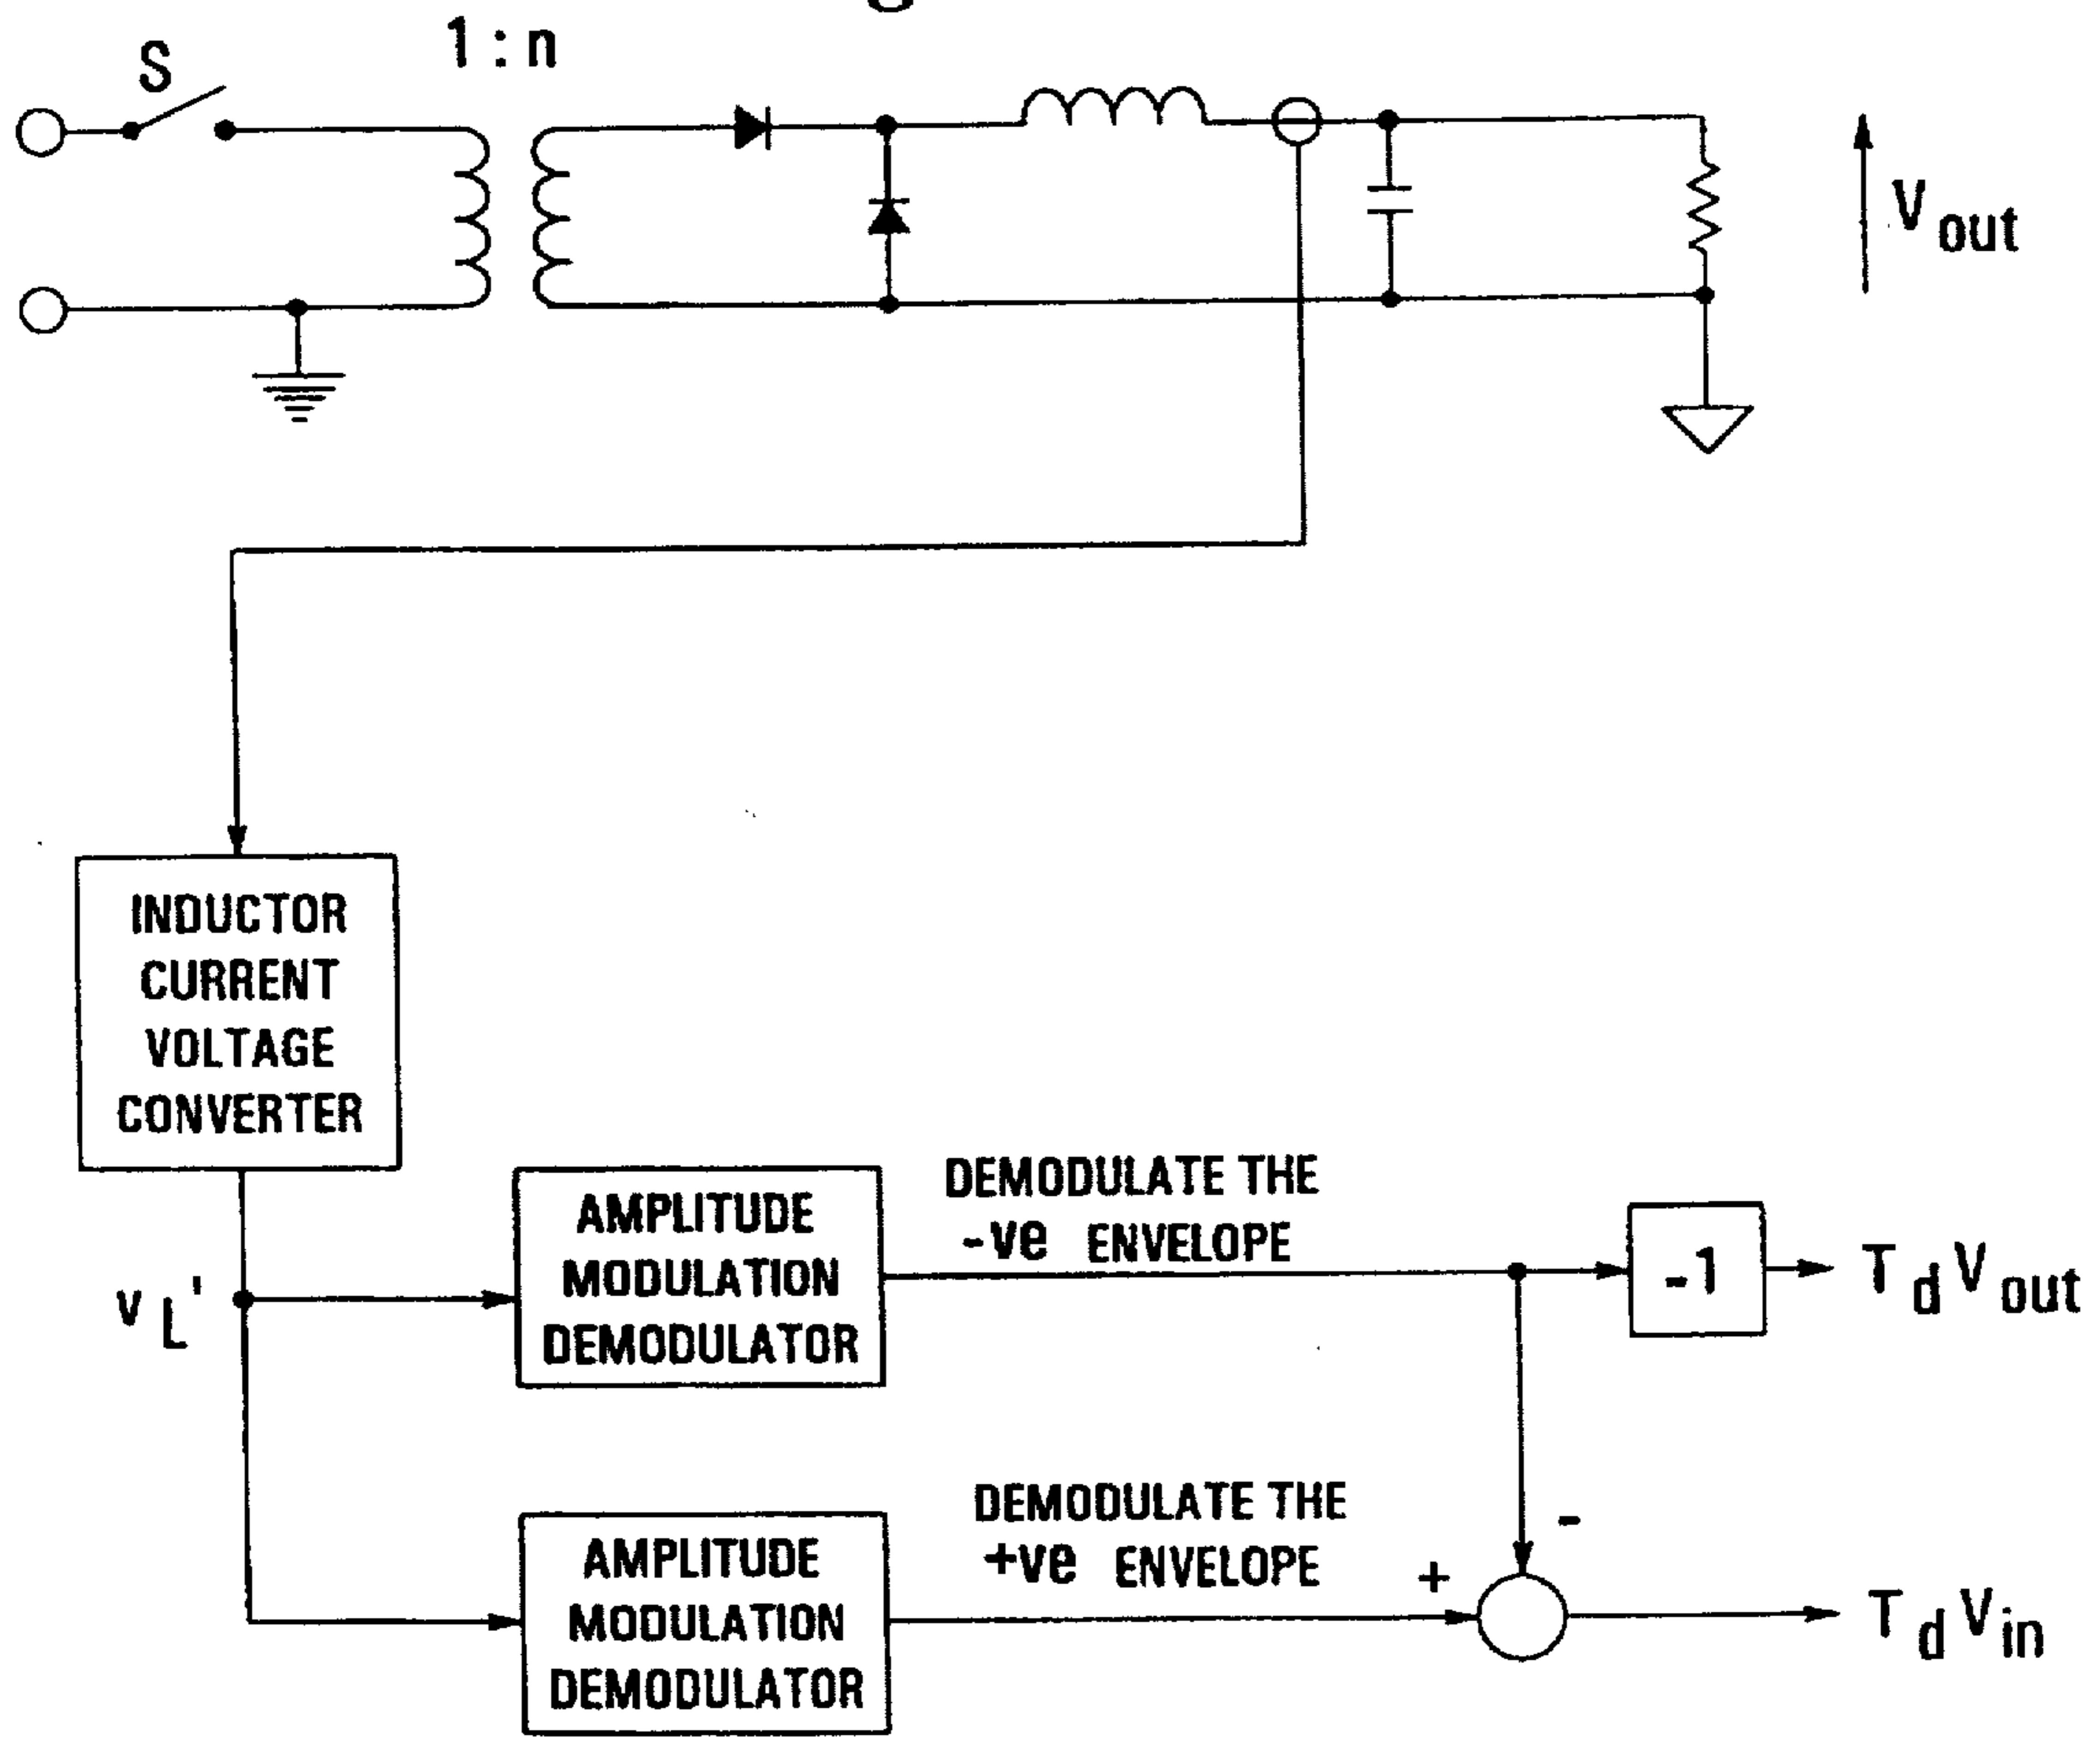 1 : n
S
V out
INDUCTOR
CURRENT
VOLTAGE
CONVERTER
v L '
AMPLITUDE
MODULATION
DEMODULATOR
DEMODULATE THE
-ve ENVELOPE
-1
T d V out
AMPLITUDE
MODULATION
DEMODULATOR
DEMODULATE THE
+ve ENVELOPE
+
-
T d V in